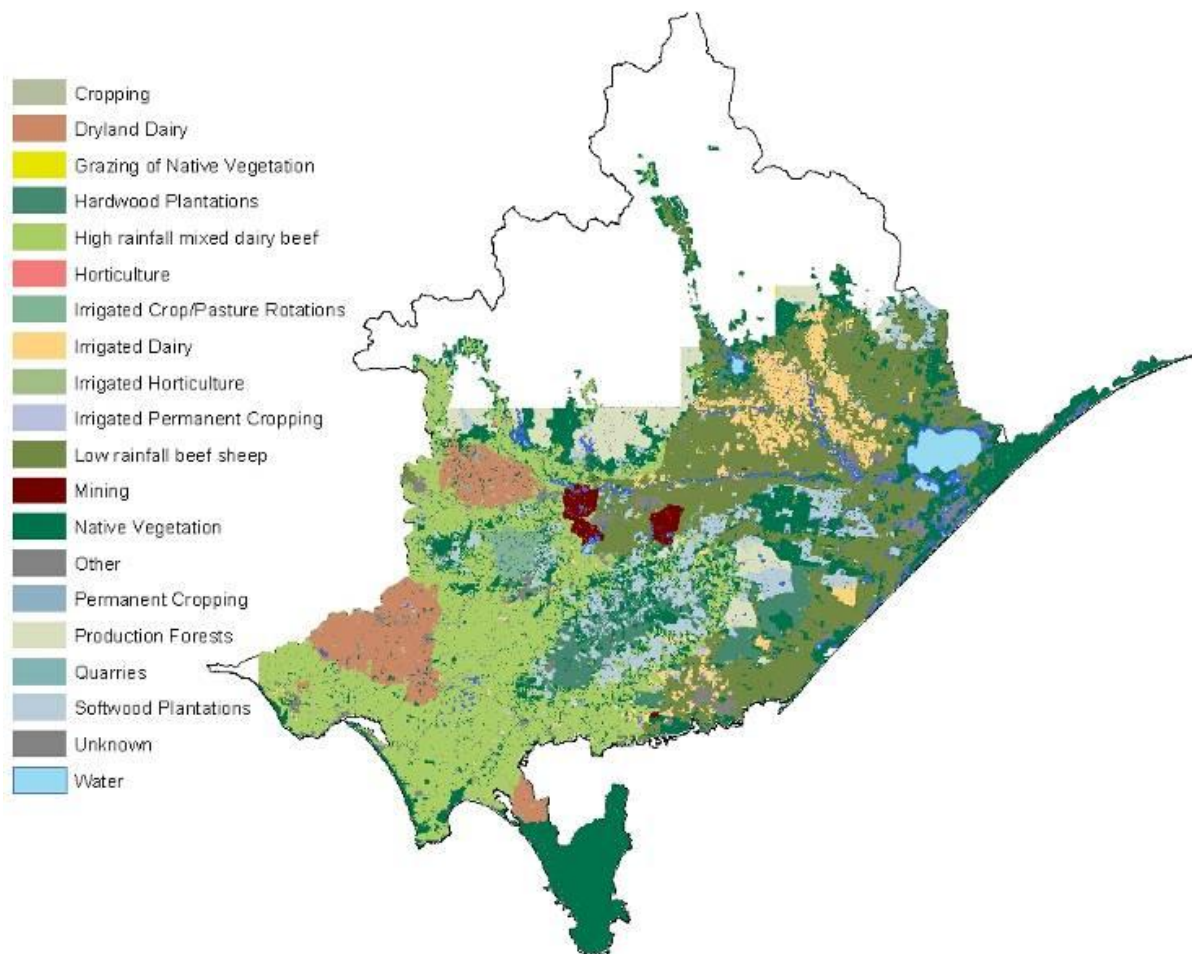 Cropping
Dryland Dairy
Grazing of Native Vegetation
Hardwood Plantations
High rainfall mixed dairy beef
Horticulture
Irrigated Crop/Pasture Rotations
Irrigated Dairy
Irrigated Horticulture
Irrigated Permanent Cropping
Low rainfall beef sheep
Mining
Native Vegetation
Other
Permanent Cropping
Production Forests
Quarries
Softwood Plantations
Unknown
Water